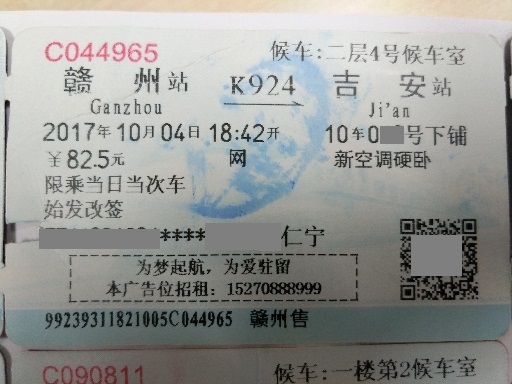 C044965 候车:二层4号候车室
赣 州站 K924 吉 安站
Ganzhou Ji'an
2017年10月04日18:42开 10车0 号下铺
￥82.5元 网 新空调硬卧
限乘当日当次车
始发改签
**** 仁宁
为梦起航，为爱驻留
本广告位招租：15270888999
99239311821005C044965 赣州售
C090811 候车:一楼第2候车室